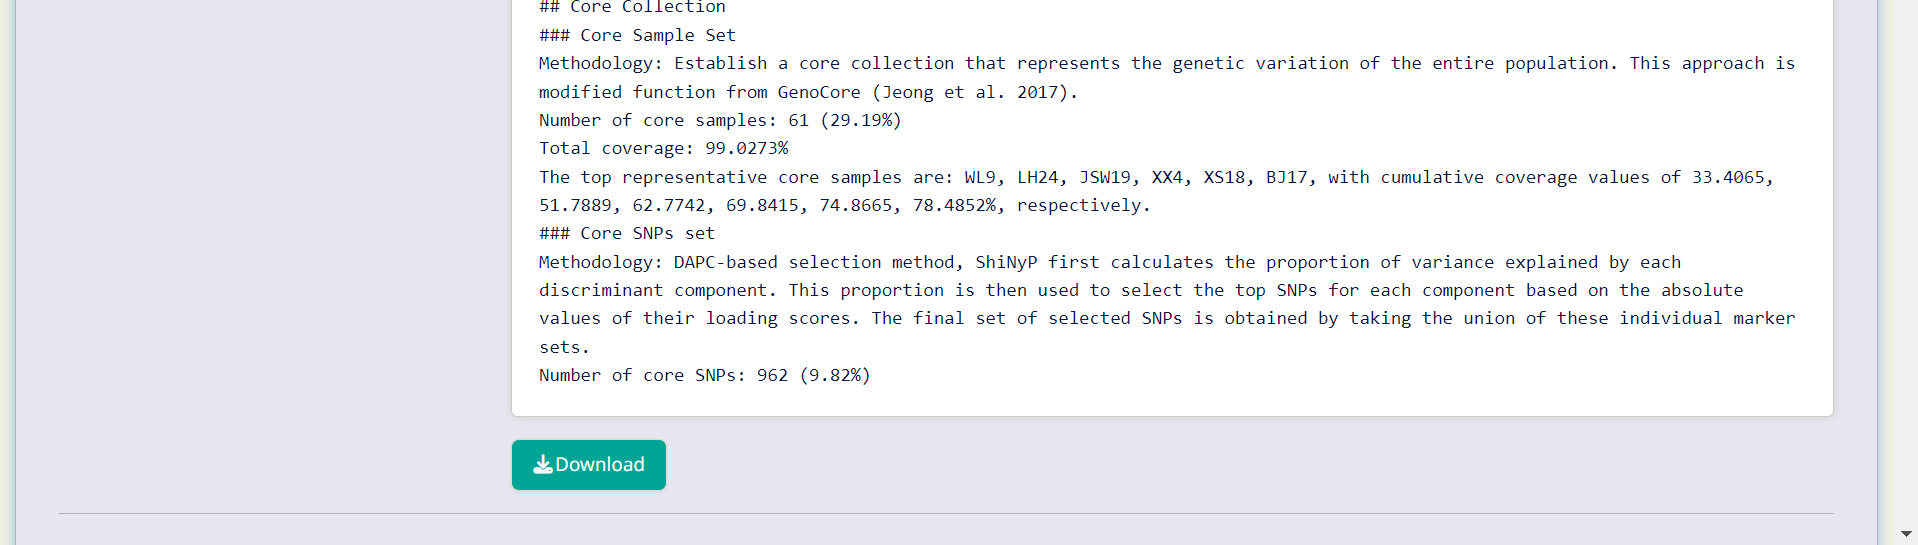 ## Core Collection
### Core Sample Set
Methodology: Establish a core collection that represents the genetic variation of the entire population. This approach is
modified function from GenoCore (Jeong et al. 2017).
Number of core samples: 61 (29.19%)
Total coverage: 99.0273%
The top representative core samples are: WL9, LH24, JSW19, XX4, XS18, BJ17, with cumulative coverage values of 33.4065,
51.7889, 62.7742, 69.8415, 74.8665, 78.4852%, respectively.
### Core SNPs set
Methodology: DAPC-based selection method, ShiNyP first calculates the proportion of variance explained by each
discriminant component. This proportion is then used to select the top SNPs for each component based on the absolute
values of their loading scores. The final set of selected SNPs is obtained by taking the union of these individual marker
sets.
Number of core SNPs: 962 (9.82%)
Download